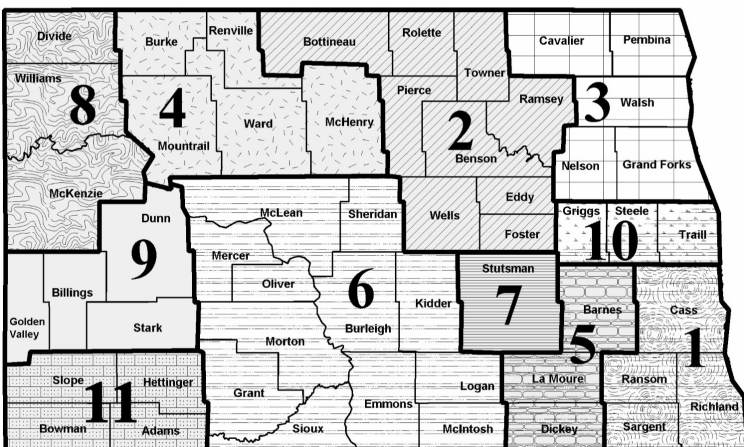 Divide
Burke
Renville
Bottineau
Rolette
Towner
Cavalier
Pembina
Williams
8
4
Mountrail
Ward
McHenry
Pierce
2
Benson
Ramsey
3
Walsh
Nelson
Grand Forks
McKenzie
Dunn
McLean
Sheridan
Wells
Eddy
Foster
Griggs
Steele
Traill
10
9
Billings
Golden
Valley
Stark
Mercer
Oliver
6
Burleigh
Kidder
Stutsman
7
Barnes
5
Cass
1
Morton
Grant
Sioux
Emmons
Logan
McIntosh
La Moure
Dickey
Ransom
Sargent
Richland
Slope
Hettinger
11
Bowman
Adams